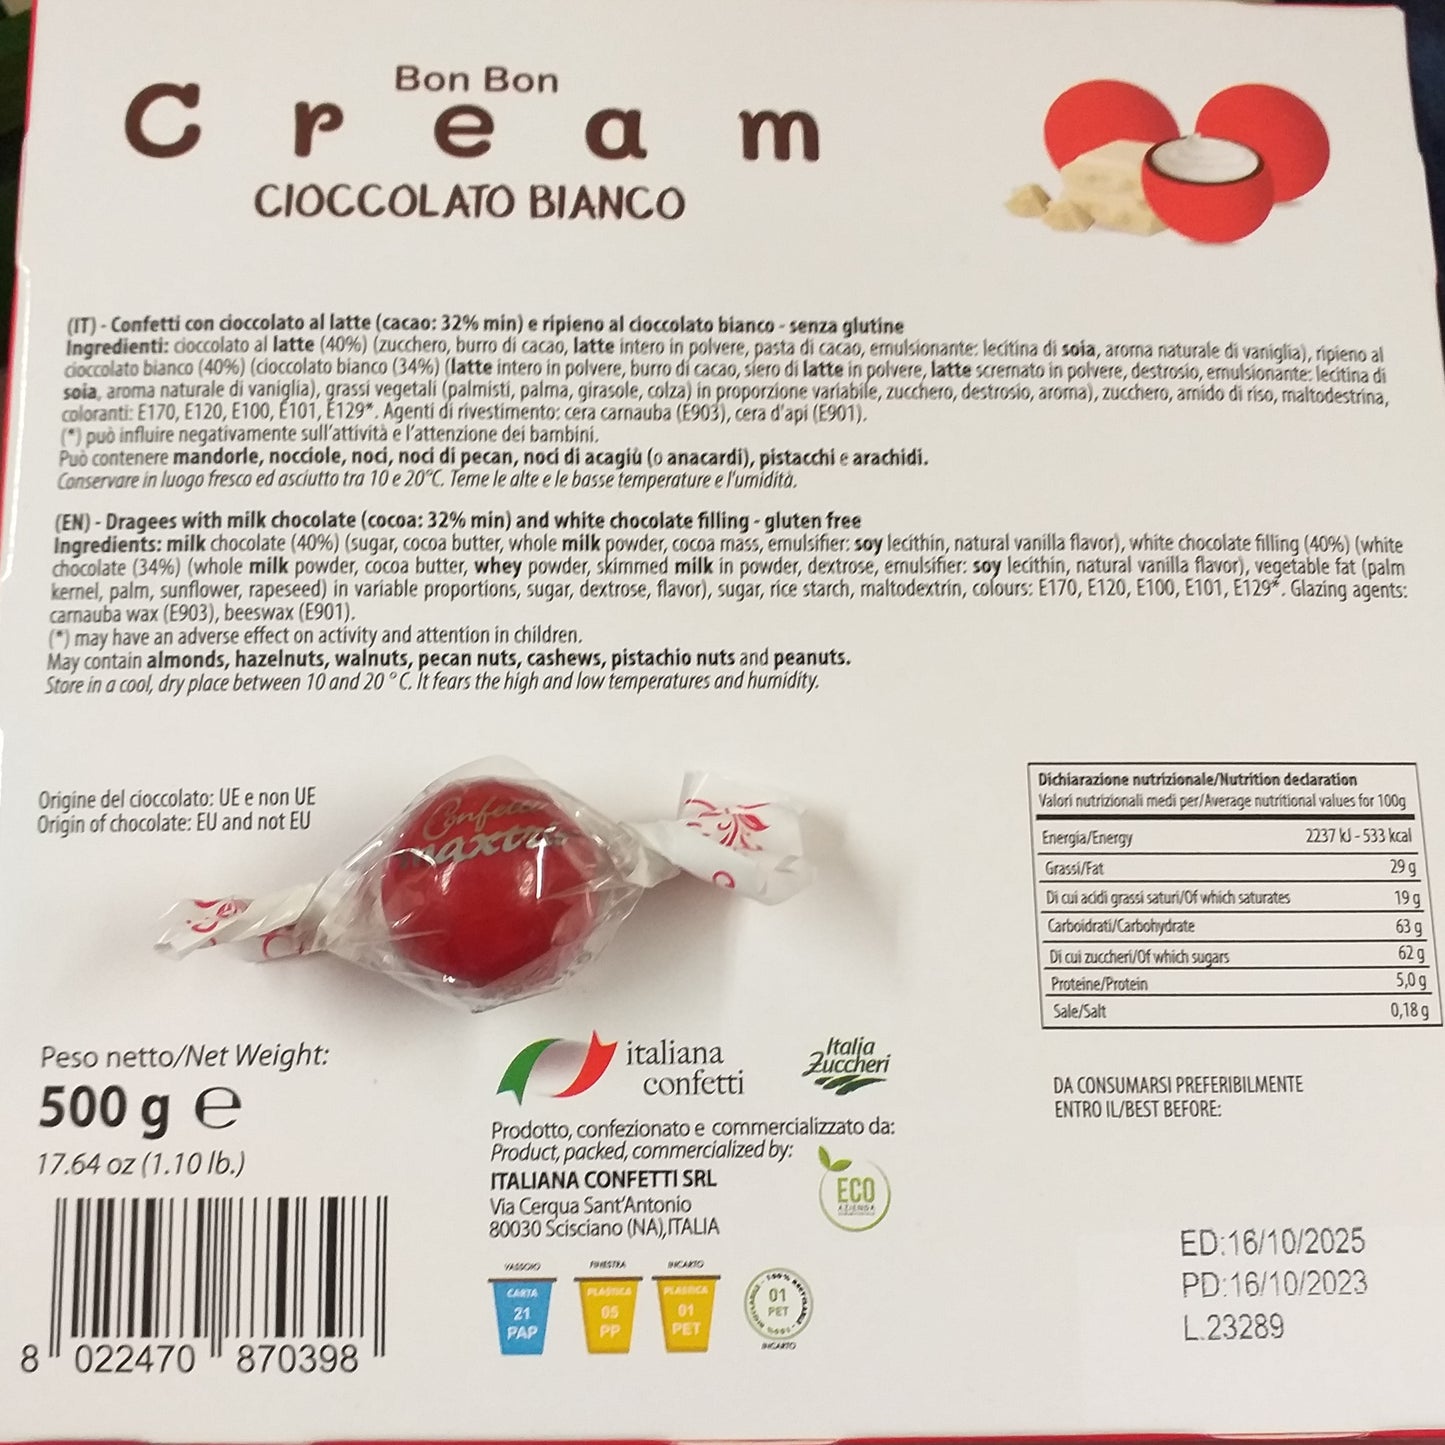 Bon Bon
Cream
CIOCCOLATO BIANCO
(IT) - Confetti con cioccolato al latte (cacao: 32% min) e ripieno al cioccolato bianco - senza glutine
Ingredienti: cioccolato al latte (40%) (zucchero, burro di cacao, latte intero in polvere, pasta di cacao, emulsionante: lecitina di soia, aroma naturale di vaniglia), ripieno al
cioccolato bianco (40%) (cioccolato bianco (34%) (latte intero in polvere, burro di cacao, siero di latte in polvere, latte scremato in polvere, destrosio, emulsionante: lecitina di
soia, aroma naturale di vaniglia), grassi vegetali (palmisti, palma, girasole, colza) in proporzione variabile, zucchero, destrosio, aroma), zucchero, amido di riso, maltodestrina,
coloranti: E170, E120, E100, E101, E129*. Agenti di rivestimento: cera carnauba (E903), cera d'api (E901).
(*) può influire negativamente sull'attività e l'attenzione dei bambini.
Può contenere mandorle, nocciole, noci, noci di pecan, noci di acagiù (o anacardi), pistacchi e arachidi.
Conservare in luogo fresco ed asciutto tra 10 e 20°C. Teme le alte e le basse temperature e l'umidità.
(EN) - Dragees with milk chocolate (cocoa: 32% min) and white chocolate filling - gluten free
Ingredients: milk chocolate (40%) (sugar, cocoa butter, whole milk powder, cocoa mass, emulsifier: soy lecithin, natural vanilla flavor), white chocolate filling (40%) (white
chocolate (34%) (whole milk powder, cocoa butter, whey powder, skimmed milk in powder, dextrose, emulsifier: soy lecithin, natural vanilla flavor), vegetable fat (palm
kernel, palm, sunflower, rapeseed) in variable proportions, sugar, dextrose, flavor), sugar, rice starch, maltodextrin, colours: E170, E120, E100, E101, E129*. Glazing agents:
carnauba wax (E903), beeswax (E901).
(*) may have an adverse effect on activity and attention in children.
May contain almonds, hazelnuts, walnuts, pecan nuts, cashews, pistachio nuts and peanuts.
Store in a cool, dry place between 10 and 20 °C. It fears the high and low temperatures and humidity.
Origine del cioccolato: UE e non UE
Origin of chocolate: EU and not EU
Confetti
maxtris
Dichiarazione nutrizionale/Nutrition declaration
Valori nutrizionali medi per/Average nutritional values for 100g
Energia/Energy 2237 kJ - 533 kcal
Grassi/Fat 29 g
Di cui acidi grassi saturi/Of which saturates 19 g
Carboidrati/Carbohydrate 63 g
Di cui zuccheri/Of which sugars 62 g
Proteine/Protein 5,0 g
Sale/Salt 0,18 g
Peso netto/Net Weight:
500 g e
17.64 oz (1.10 lb.)
8 022470 870398
italiana
confetti
Italia
Zuccheri
Prodotto, confezionato e commercializzato da:
Product, packed, commercialized by:
ITALIANA CONFETTI SRL
Via Cerqua Sant'Antonio
80030 Scisciano (NA),ITALIA
ECO
AZIENDA
VASSOIO
CARTA
21
PAP
FINESTRA
PLASTICA
05
PP
INCARTO
PLASTICA
01
PET
01
PET
INCARTO
DA CONSUMARSI PREFERIBILMENTE
ENTRO IL/BEST BEFORE:
ED:16/10/2025
PD:16/10/2023
L.23289